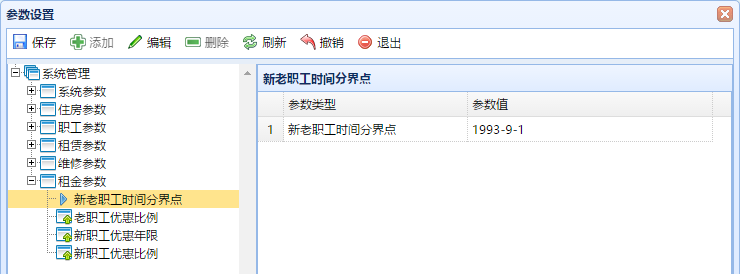 参数设置
保存 添加 编辑 删除 刷新 撤销 退出
系统管理
系统参数
住房参数
职工参数
租赁参数
维修参数
租金参数
新老职工时间分界点
老职工优惠比例
新职工优惠年限
新职工优惠比例
新老职工时间分界点
参数类型 参数值
1 新老职工时间分界点 1993-9-1